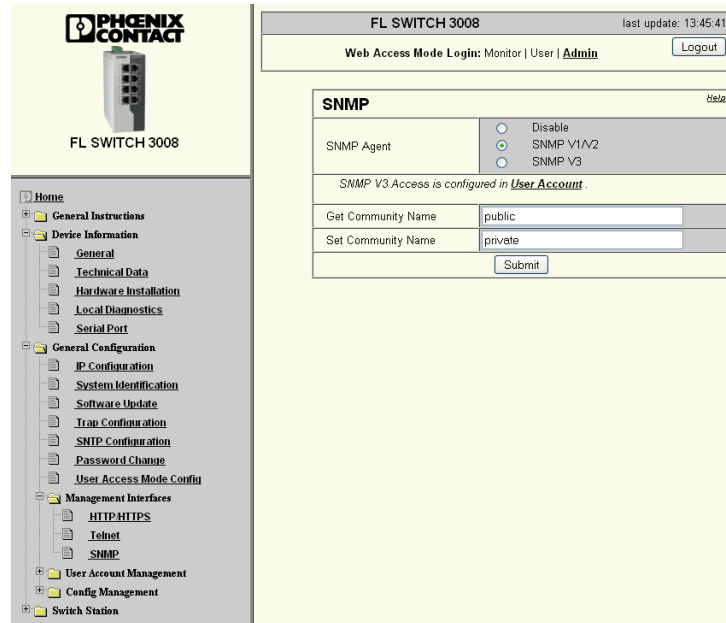 PHŒNIX
CONTACT
FL SWITCH 3008
Home
General Instructions
Device Information
General
Technical Data
Hardware Installation
Local Diagnostics
Serial Port
General Configuration
IP Configuration
System Identification
Software Update
Trap Configuration
SNTP Configuration
Password Change
User Access Mode Config
Management Interfaces
HTTP/HTTPS
Telnet
SNMP
User Account Management
Config Management
Switch Station
FL SWITCH 3008 last update: 13:45:41
Web Access Mode Login: Monitor | User | Admin Logout
SNMP Help
SNMP Agent
Disable
SNMP V1/V2
SNMP V3
SNMP V3 Access is configured in User Account .
Get Community Name public
Set Community Name private
Submit